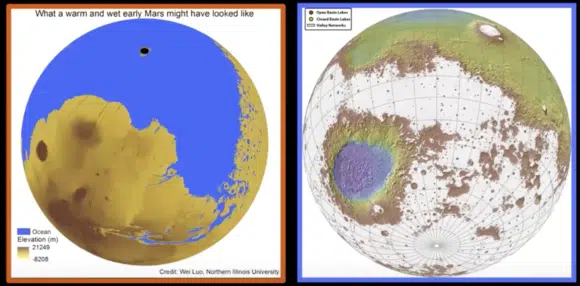 What a warm and wet early Mars might have looked like
Ocean
Elevation (m)
21249
-8208
Credit: Wei Luo, Northern Illinois University
Open Basin Lakes
Closed Basin Lakes
Valley Networks